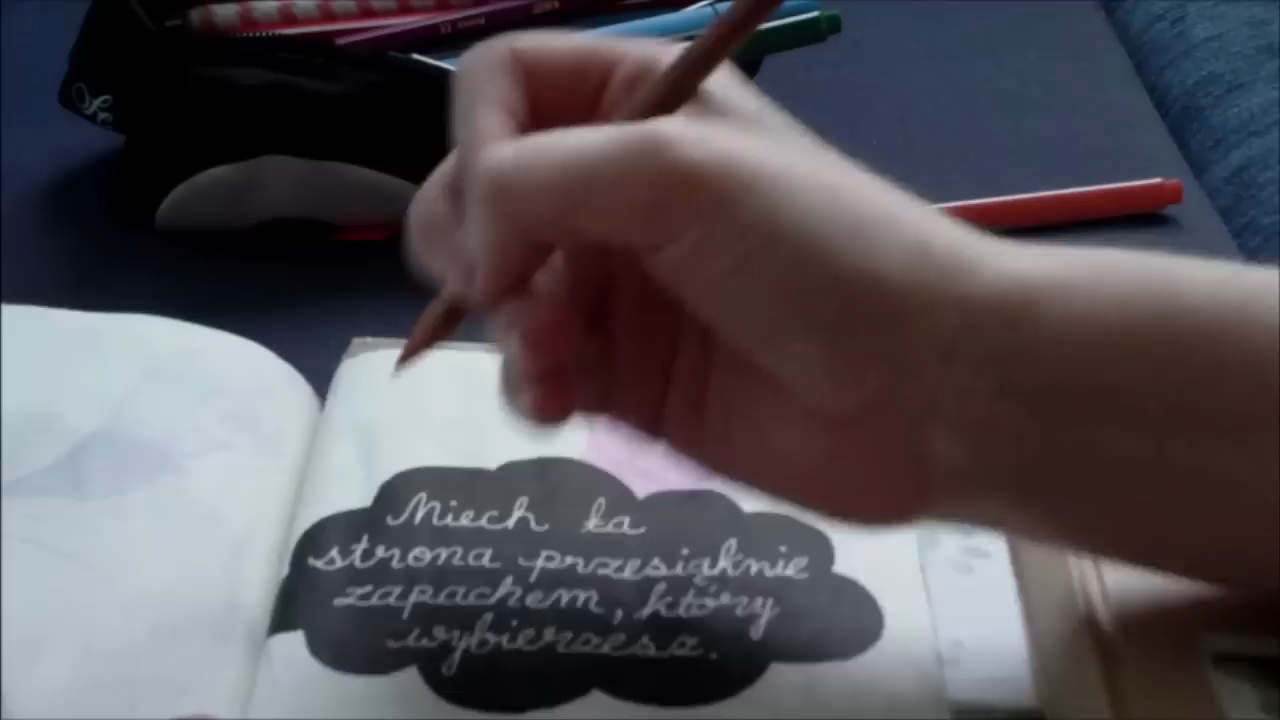 Niech ta
strona przesiąknie
zapachem, który
wybierzesz.